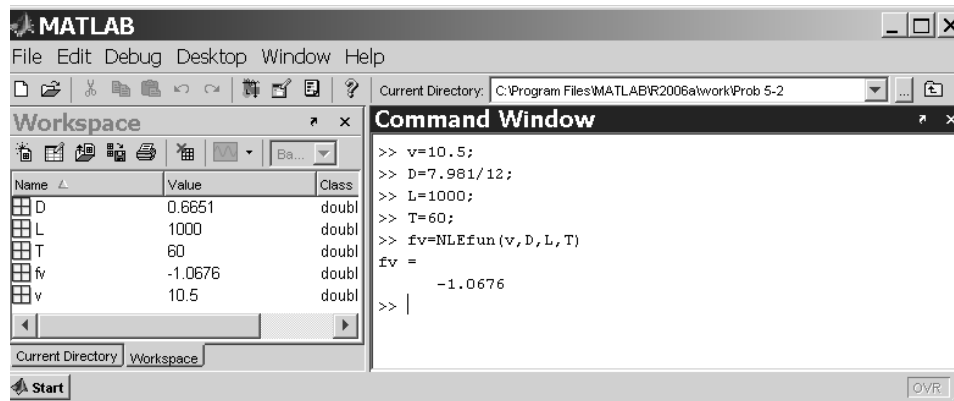 MATLAB
File Edit Debug Desktop Window Help
Current Directory: C:\Program Files\MATLAB\R2006a\work\Prob 5-2 ...
Workspace
Ba...
Name Value Class
D 0.6651 doubl
L 1000 doubl
T 60 doubl
fv -1.0676 doubl
v 10.5 doubl
Current Directory Workspace
Command Window
>> v=10.5;
>> D=7.981/12;
>> L=1000;
>> T=60;
>> fv=NLEfun(v,D,L,T)
fv =
-1.0676
>>
Start
OVR